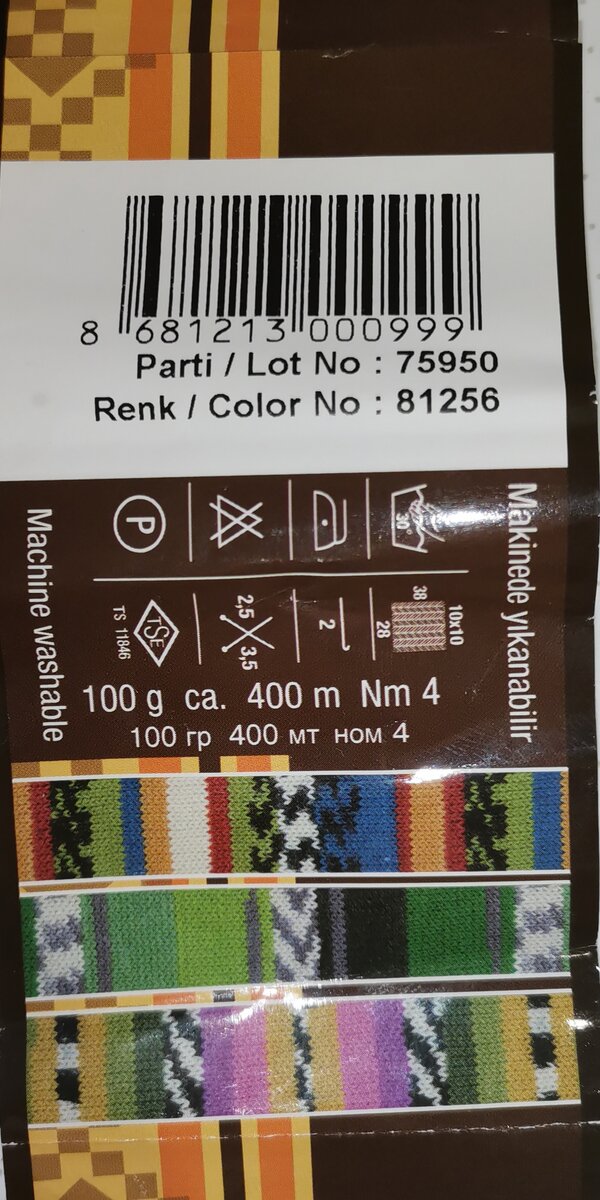 8 681213 000999
Parti / Lot No : 75950
Renk / Color No : 81256
Makinede yıkanabilir
Machine washable
P
30°
TSE
TS 11846
2,5 3,5
2
38
28
10x10
100 g ca. 400 m Nm 4
100 гр 400 мт ном 4